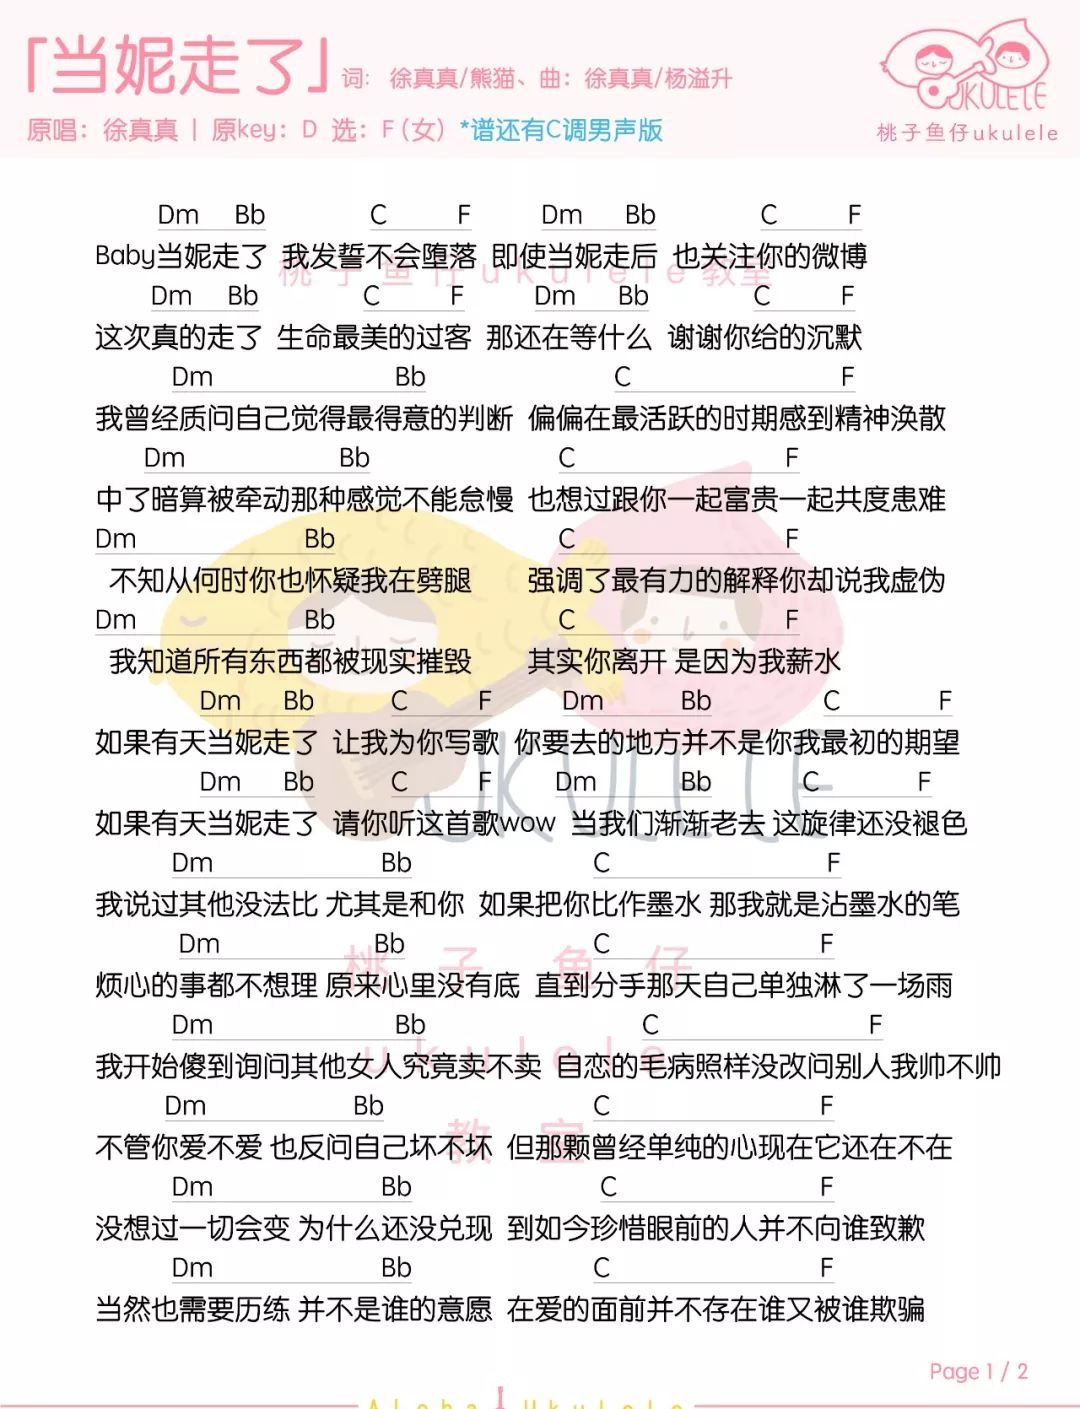 「当妮走了」 词: 徐真真/熊猫、曲: 徐真真/杨溢升
UKULELE
原唱: 徐真真 | 原key: D 选: F(女) *谱还有C调男声版
桃子鱼仔ukulele
Dm Bb C F Dm Bb C F
Baby当妮走了 我发誓不会堕落 即使当妮走后 也关注你的微博
桃子鱼仔ukulele教室
Dm Bb C F Dm Bb C F
这次真的走了 生命最美的过客 那还在等什么 谢谢你给的沉默
Dm Bb C F
我曾经质问自己觉得最得意的判断 偏偏在最活跃的时期感到精神涣散
Dm Bb C F
中了暗算被牵动那种感觉不能怠慢 也想过跟你一起富贵一起共度患难
Dm Bb C F
不知从何时你也怀疑我在劈腿 强调了最有力的解释你却说我虚伪
Dm Bb C F
我知道所有东西都被现实摧毁 其实你离开 是因为我薪水
Dm Bb C F Dm Bb C F
如果有天当妮走了 让我为你写歌 你要去的地方并不是你我最初的期望
UKULELE
Dm Bb C F Dm Bb C F
如果有天当妮走了 请你听这首歌wow 当我们渐渐老去 这旋律还没褪色
Dm Bb C F
我说过其他没法比 尤其是和你 如果把你比作墨水 那我就是沾墨水的笔
Dm Bb C F
桃子鱼仔
烦心的事都不想理 原来心里没有底 直到分手那天自己单独淋了一场雨
Dm Bb C F
ukulele
我开始傻到询问其他女人究竟卖不卖 自恋的毛病照样没改问别人我帅不帅
Dm Bb C F
教室
不管你爱不爱 也反问自己坏不坏 但那颗曾经单纯的心现在它还在不在
Dm Bb C F
没想过一切会变 为什么还没兑现 到如今珍惜眼前的人并不向谁致歉
Dm Bb C F
当然也需要历练 并不是谁的意愿 在爱的面前并不存在谁又被谁欺骗
Page 1 / 2
Aloha Ukulele